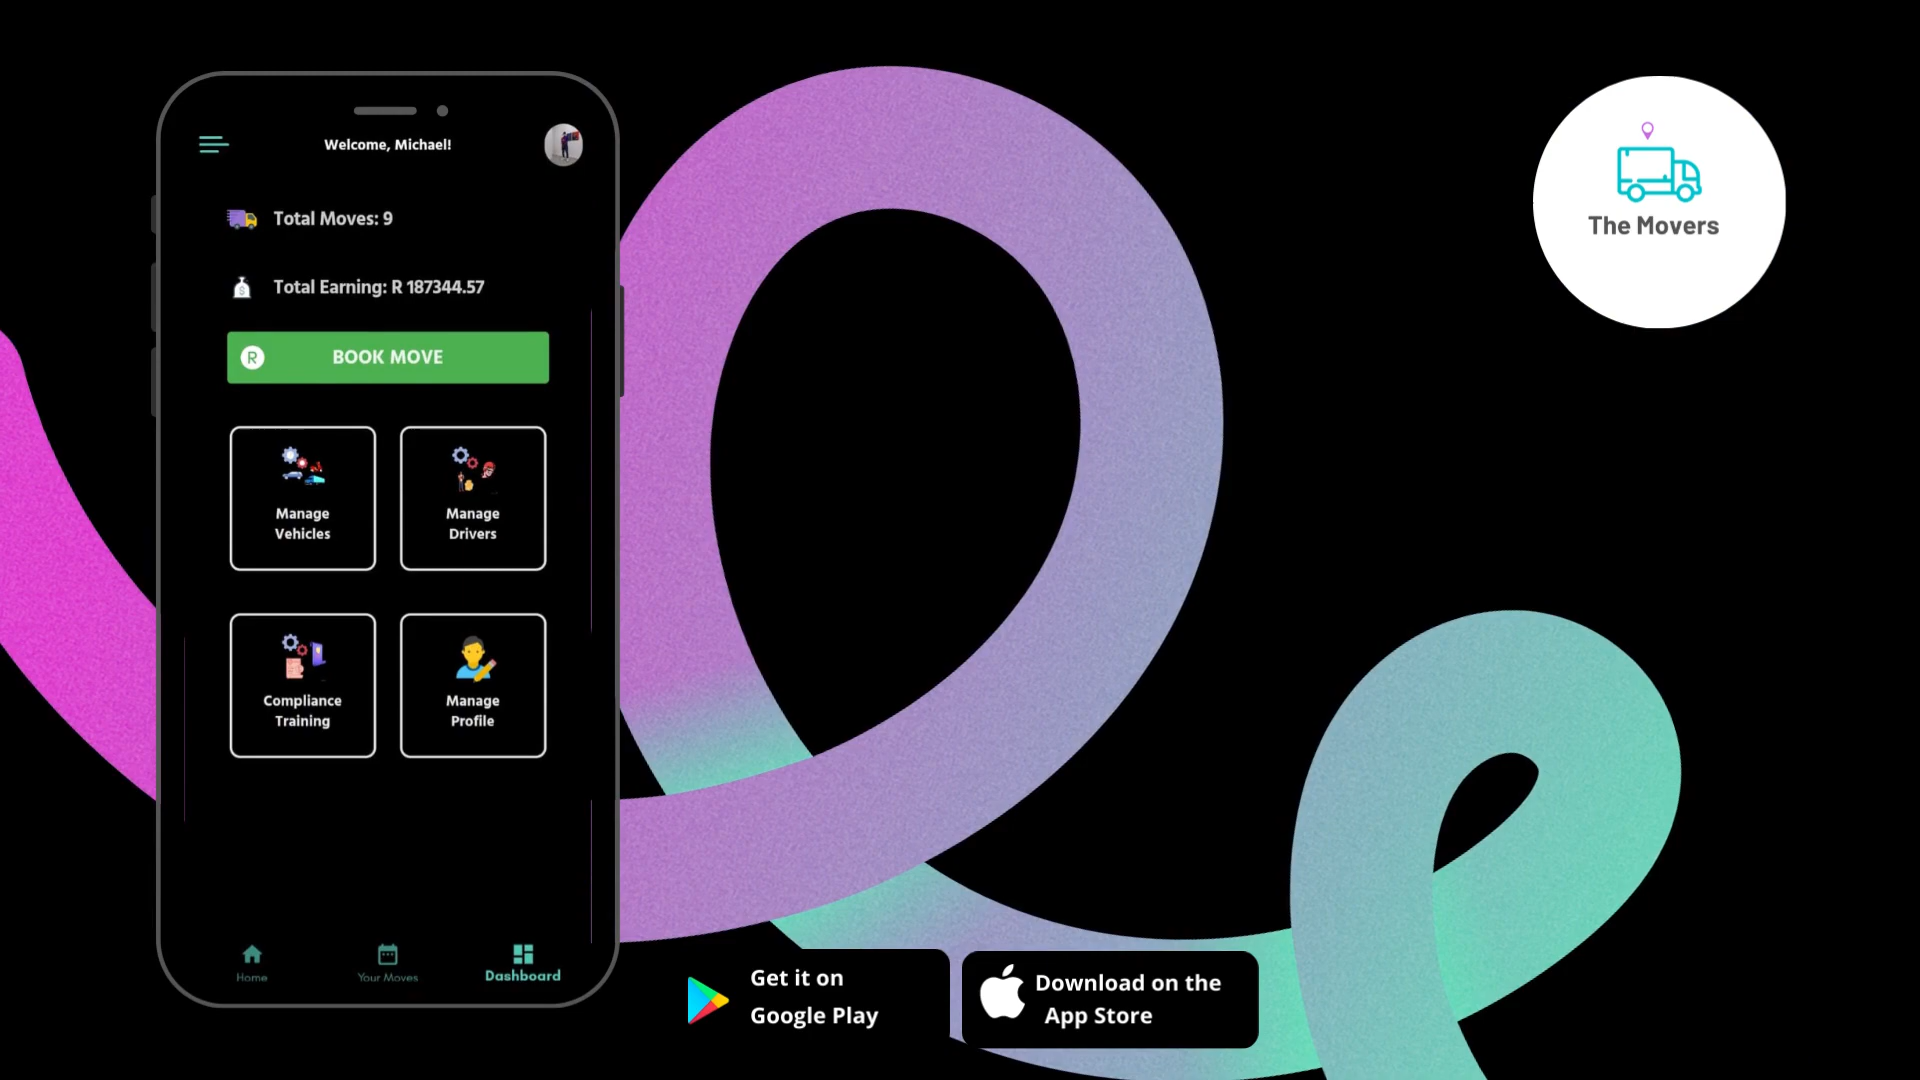 Welcome, Michael!
Total Moves: 9
Total Earning: R 187344.57
R BOOK MOVE
Manage
Vehicles
Manage
Drivers
Compliance
Training
Manage
Profile
Home
Your Moves
Dashboard
Get it on
Google Play
Download on the
App Store
The Movers